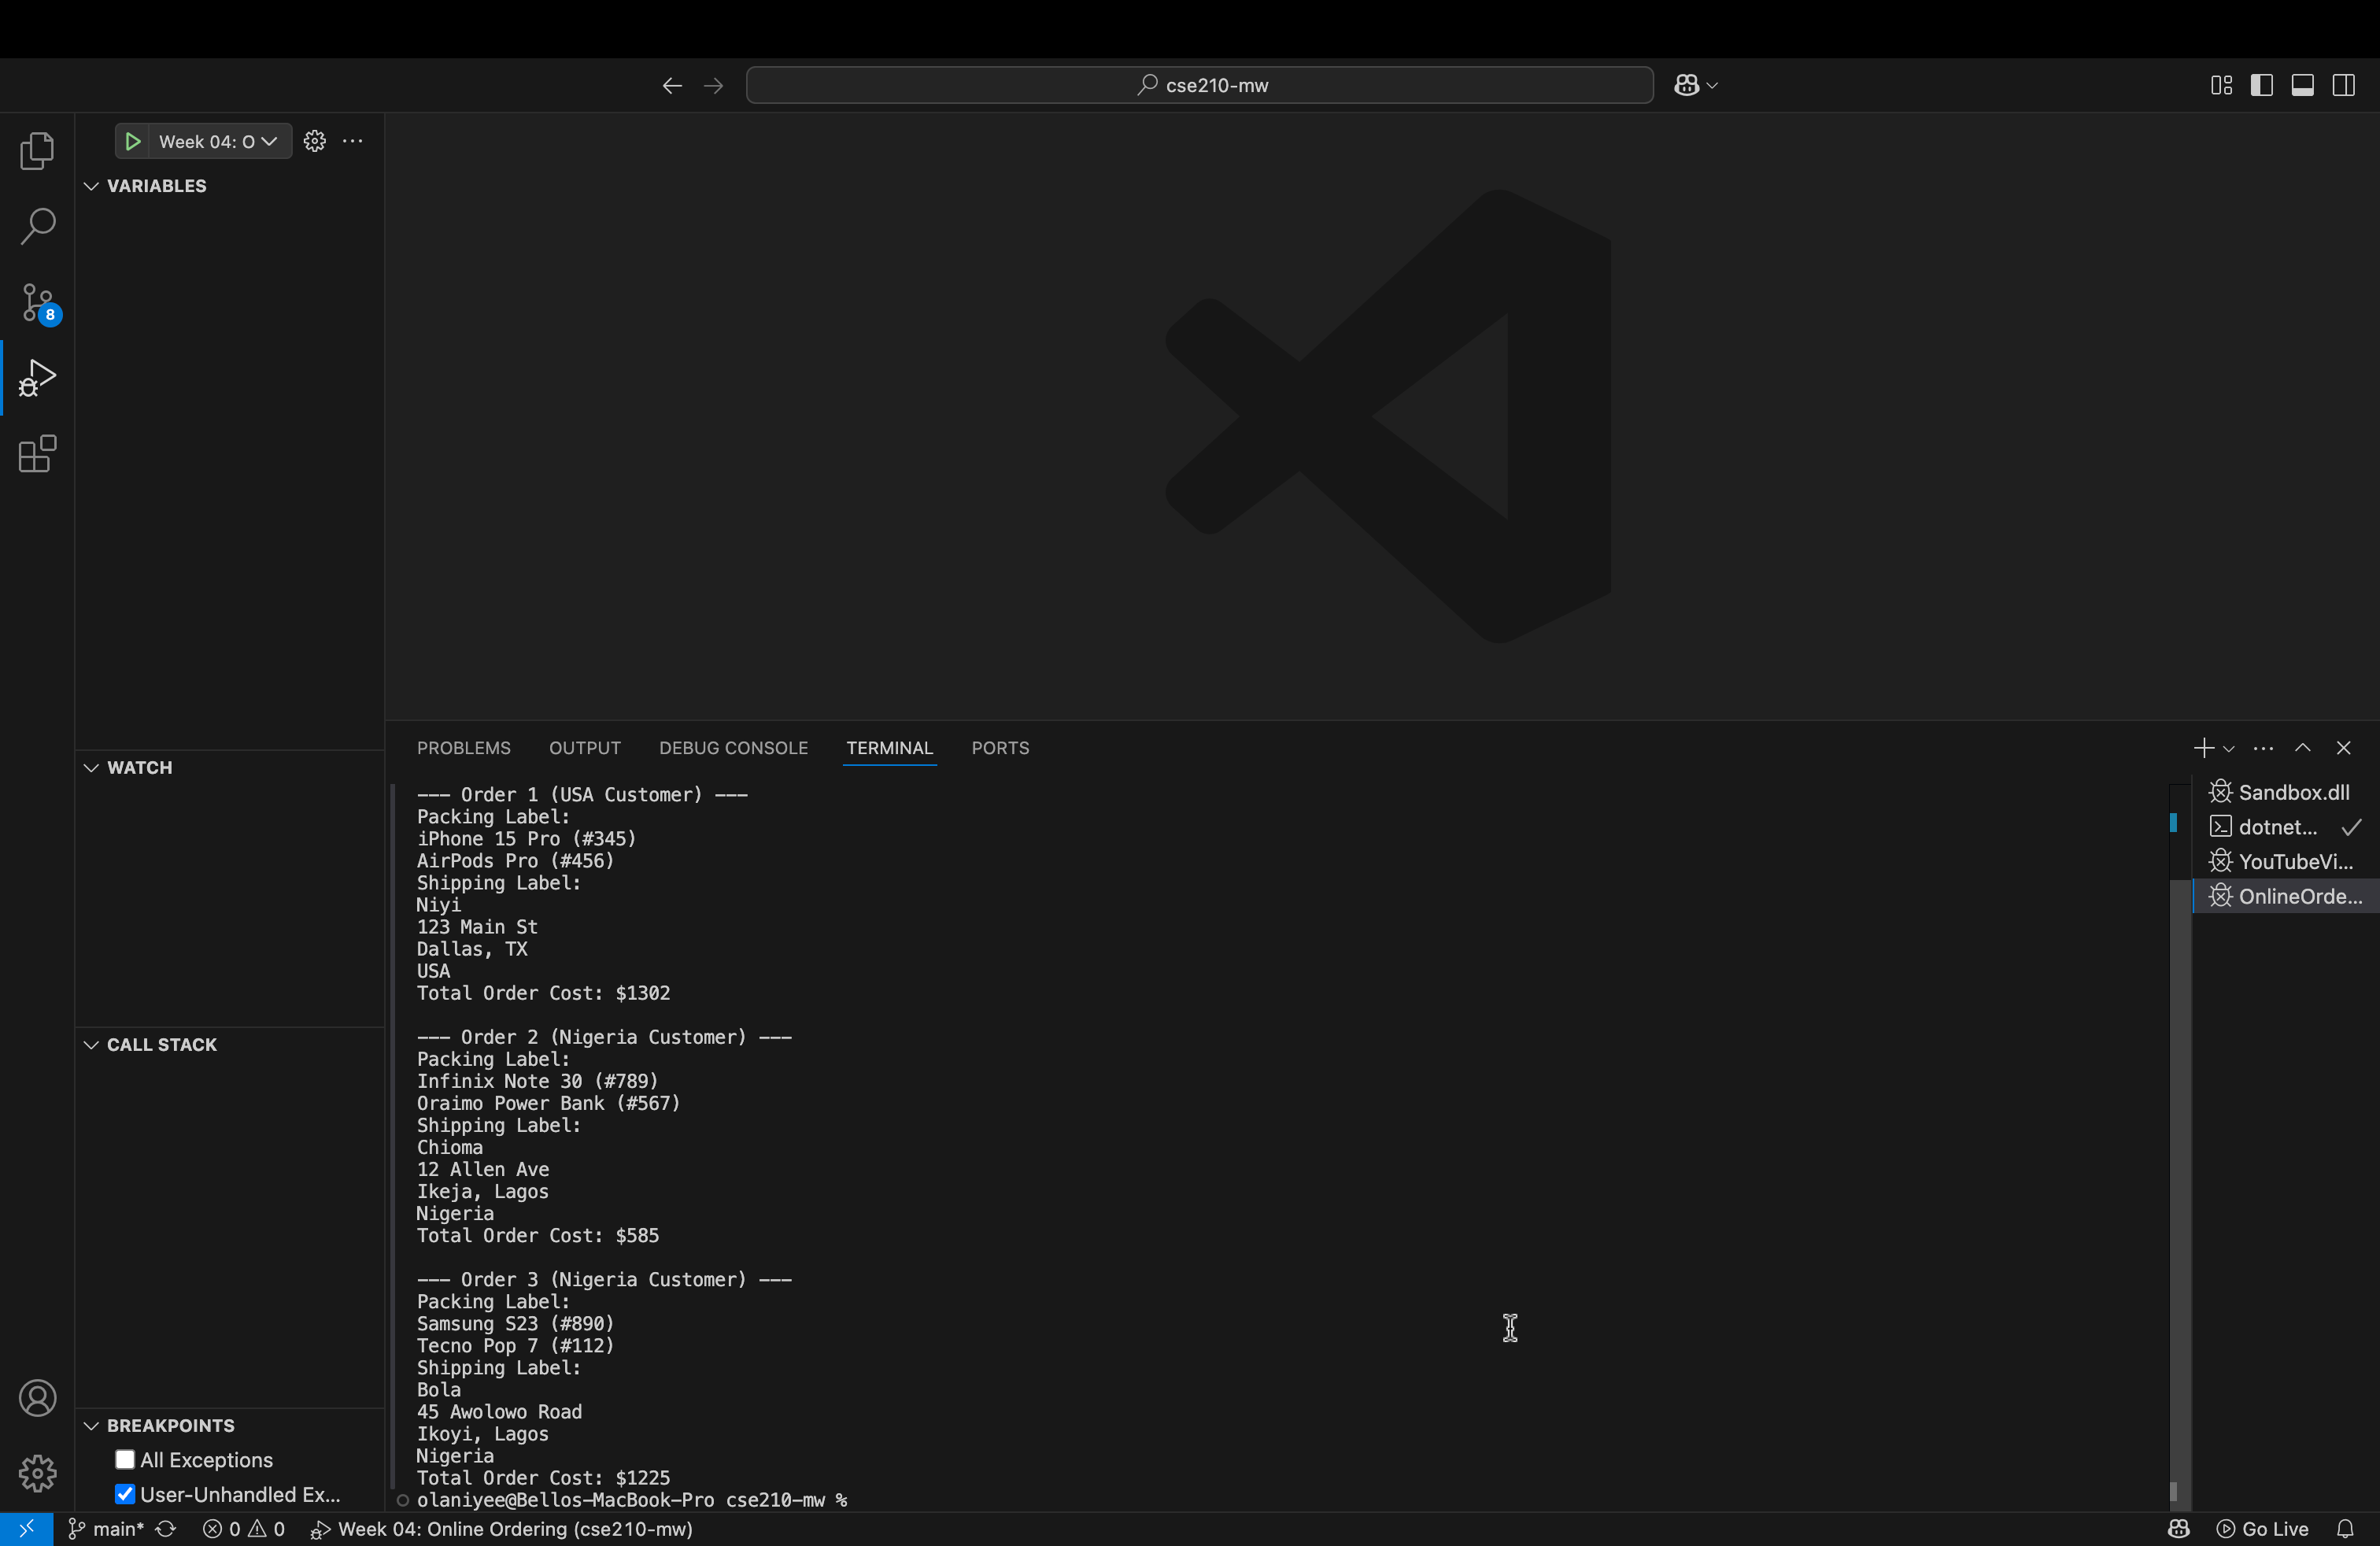 cse210-mw
Week 04: O
VARIABLES
8
WATCH
CALL STACK
BREAKPOINTS
All Exceptions
User-Unhandled Ex...
PROBLEMS
OUTPUT
DEBUG CONSOLE
TERMINAL
PORTS
--- Order 1 (USA Customer) ---
Packing Label:
iPhone 15 Pro (#345)
AirPods Pro (#456)
Shipping Label:
Niyi
123 Main St
Dallas, TX
USA
Total Order Cost: $1302
--- Order 2 (Nigeria Customer) ---
Packing Label:
Infinix Note 30 (#789)
Oraimo Power Bank (#567)
Shipping Label:
Chioma
12 Allen Ave
Ikeja, Lagos
Nigeria
Total Order Cost: $585
--- Order 3 (Nigeria Customer) ---
Packing Label:
Samsung S23 (#890)
Tecno Pop 7 (#112)
Shipping Label:
Bola
45 Awolowo Road
Ikoyi, Lagos
Nigeria
Total Order Cost: $1225
olaniyee@Bellos-MacBook-Pro cse210-mw %
Sandbox.dll
dotnet...
YouTubeVi...
OnlineOrde...
main* 0 0 Week 04: Online Ordering (cse210-mw)
Go Live